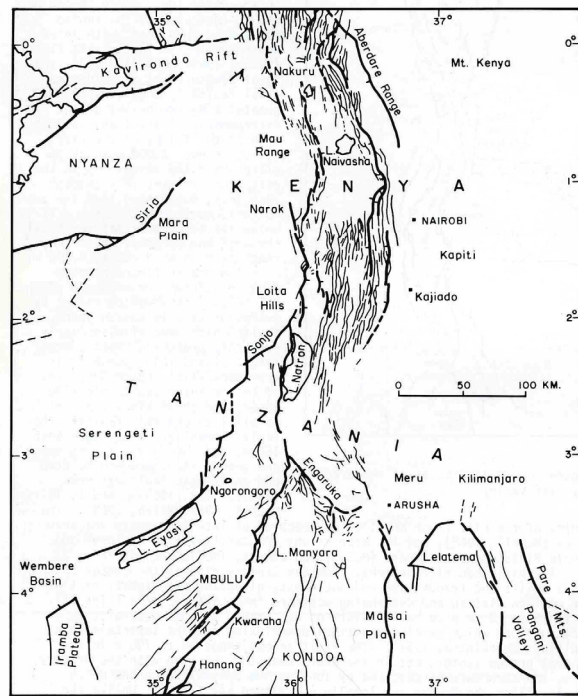 35°
37°
0°
0°
Kavirondo Rift
Nakuru
Aberdare Range
Mt. Kenya
Mau
Range
L.
Naivasha
NYANZA
KENYA
1°
1°
Siria
Mara
Plain
Narok
NAIROBI
Kapiti
Loita
Hills
Kajiado
2°
2°
Sonjo
L. Natron
0 50 100 KM.
TANZANIA
Serengeti
Plain
3°
3°
Engaruka
Meru
Kilimanjaro
Ngorongoro
ARUSHA
L. Eyasi
L. Manyara
Lelatema
Wembere
Basin
MBULU
Pare
Mts.
4°
4°
Kwaraha
Masai
Plain
Pangani
Valley
Iramba
Plateau
Hanang
KONDOA
35°
36°
37°